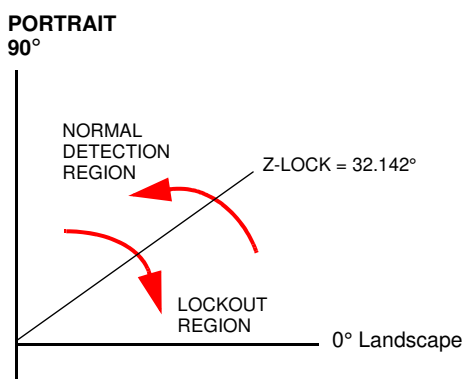 PORTRAIT
90°
NORMAL
DETECTION
REGION
Z-LOCK = 32.142°
LOCKOUT
REGION
0° Landscape